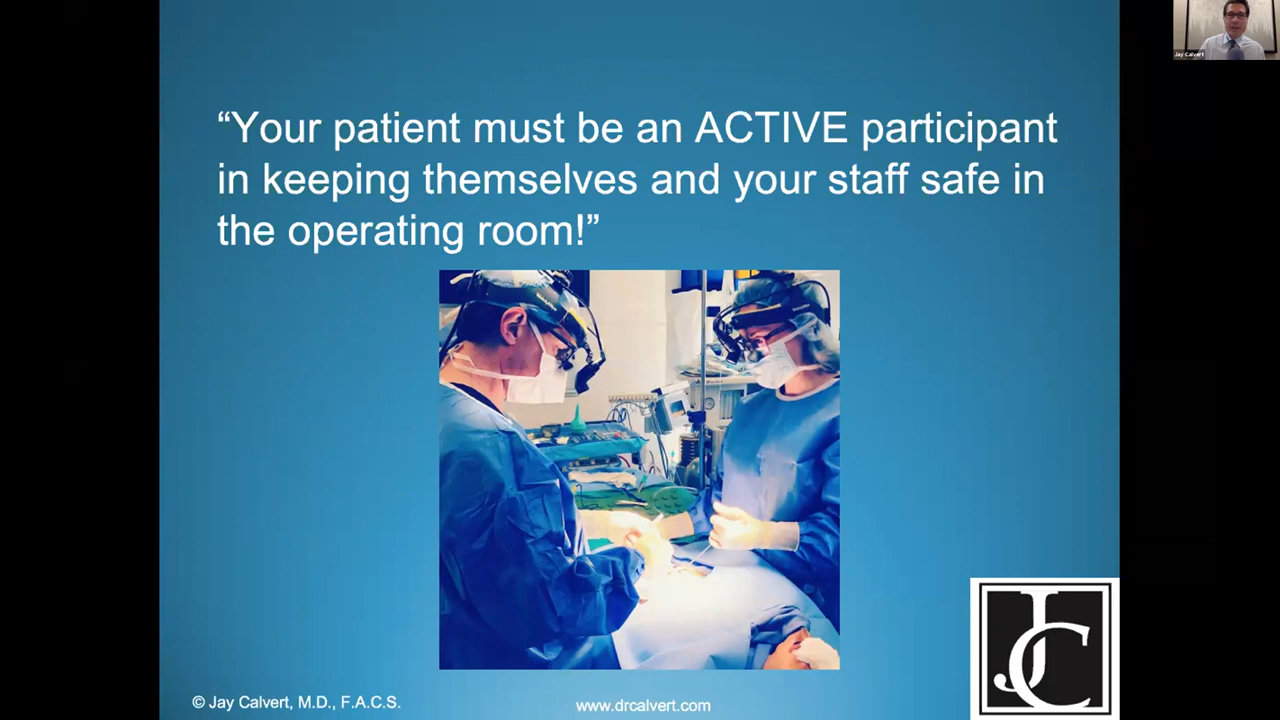 Jay Calvert
“Your patient must be an ACTIVE participant
in keeping themselves and your staff safe in
the operating room!”
JC
© Jay Calvert, M.D., F.A.C.S.
www.drcalvert.com